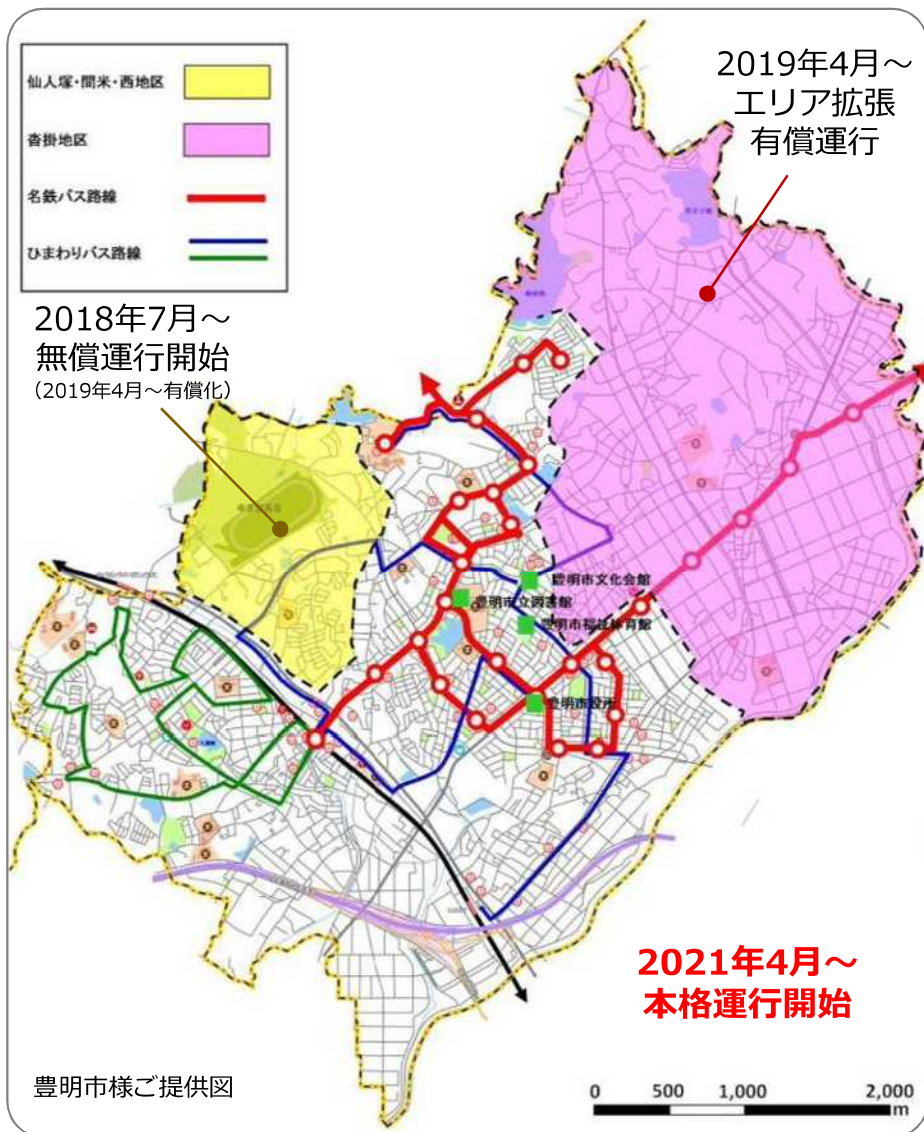 仙人塚・間米・西地区
沓掛地区
名鉄バス路線
ひまわりバス路線
2019年4月～
エリア拡張
有償運行
2018年7月～
無償運行開始
（2019年4月～有償化）
豊明市文化会館
豊明市立図書館
豊明市福祉体育館
豊明市役所
2021年4月～
本格運行開始
豊明市様ご提供図
0 500 1,000 2,000
m